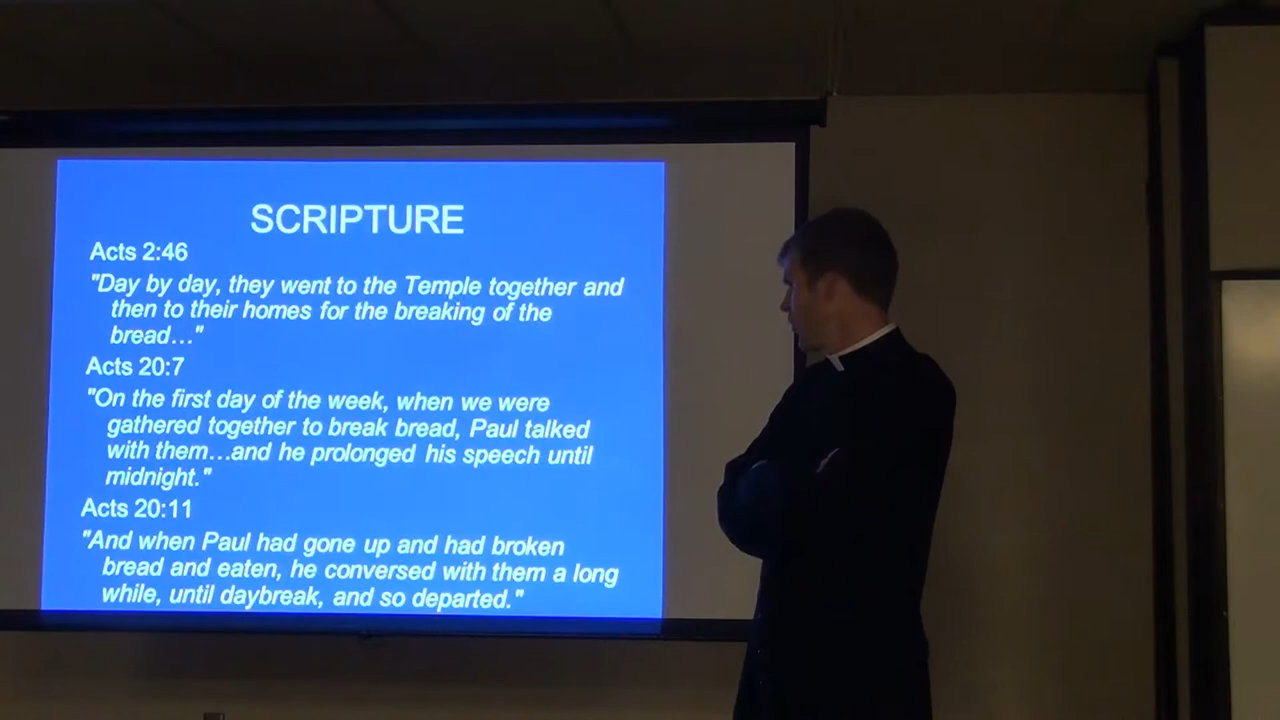 SCRIPTURE
Acts 2:46
"Day by day, they went to the Temple together and
then to their homes for the breaking of the
bread…"
Acts 20:7
"On the first day of the week, when we were
gathered together to break bread, Paul talked
with them…and he prolonged his speech until
midnight."
Acts 20:11
"And when Paul had gone up and had broken
bread and eaten, he conversed with them a long
while, until daybreak, and so departed."